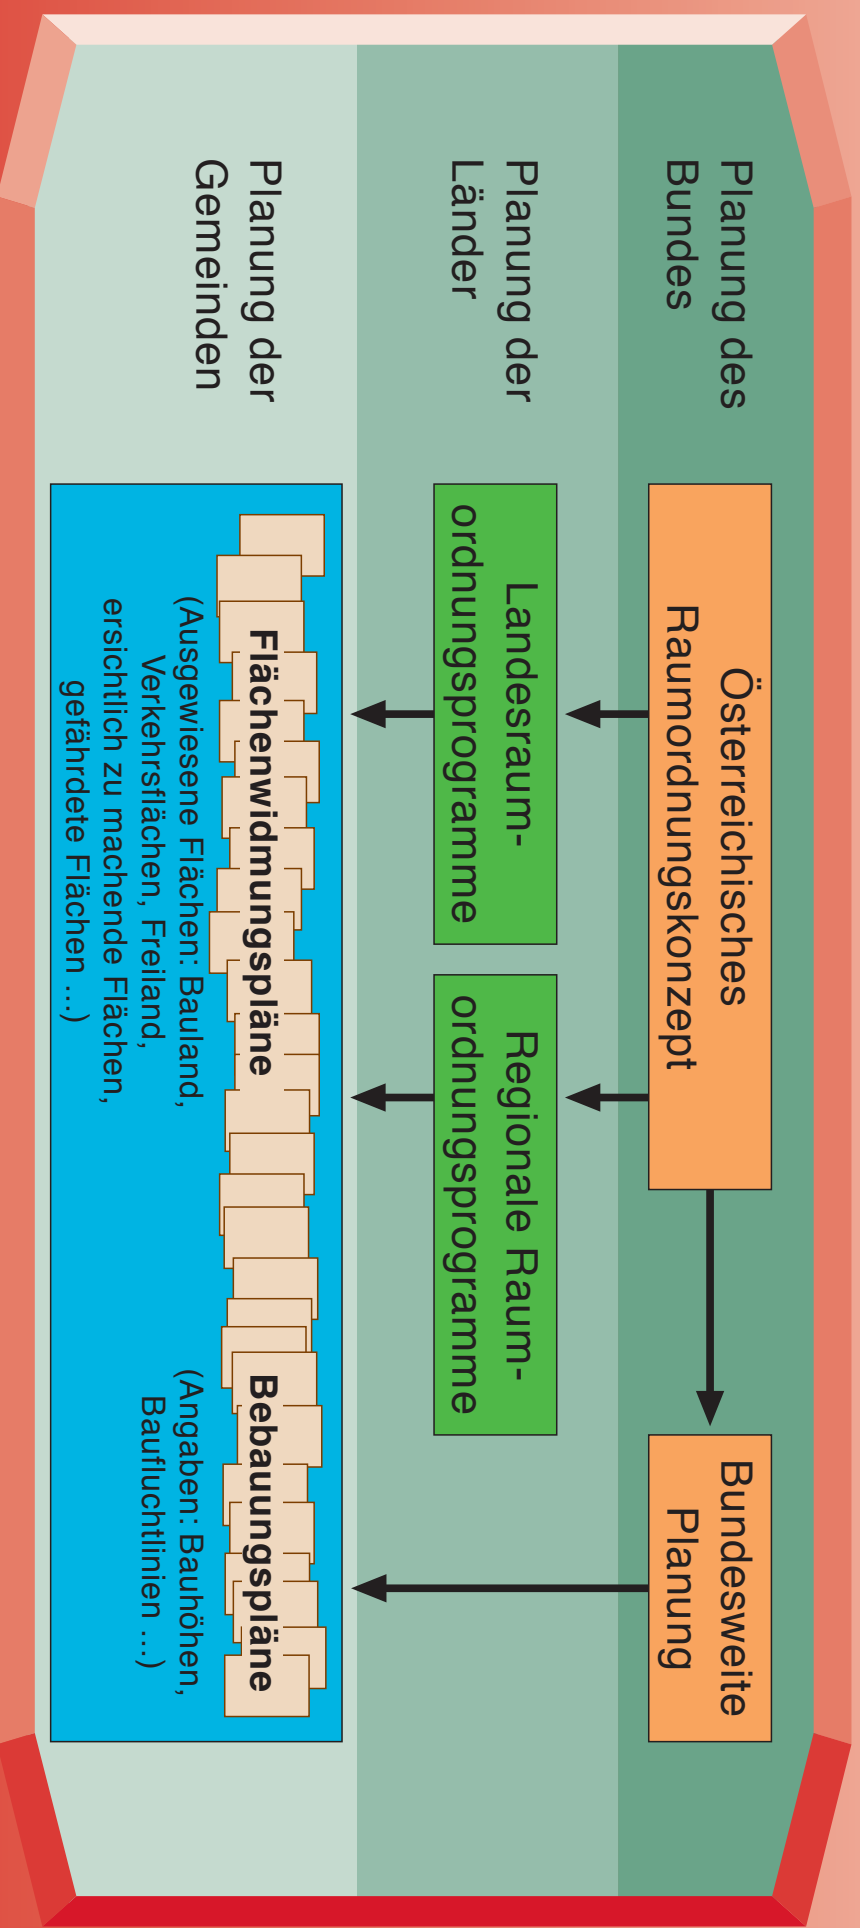 Planung des
Bundes
Österreichisches
Raumordnungskonzept
Bundesweite
Planung
Planung der
Länder
Landesraum-
ordnungsprogramme
Regionale Raum-
ordnungsprogramme
Planung der
Gemeinden
Flächenwidmungspläne
(Ausgewiesene Flächen: Bauland,
Verkehrsflächen, Freiland,
ersichtlich zu machende Flächen,
gefährdete Flächen ...)
Bebauungspläne
(Angaben: Bauhöhen,
Baufluchtlinien ...)